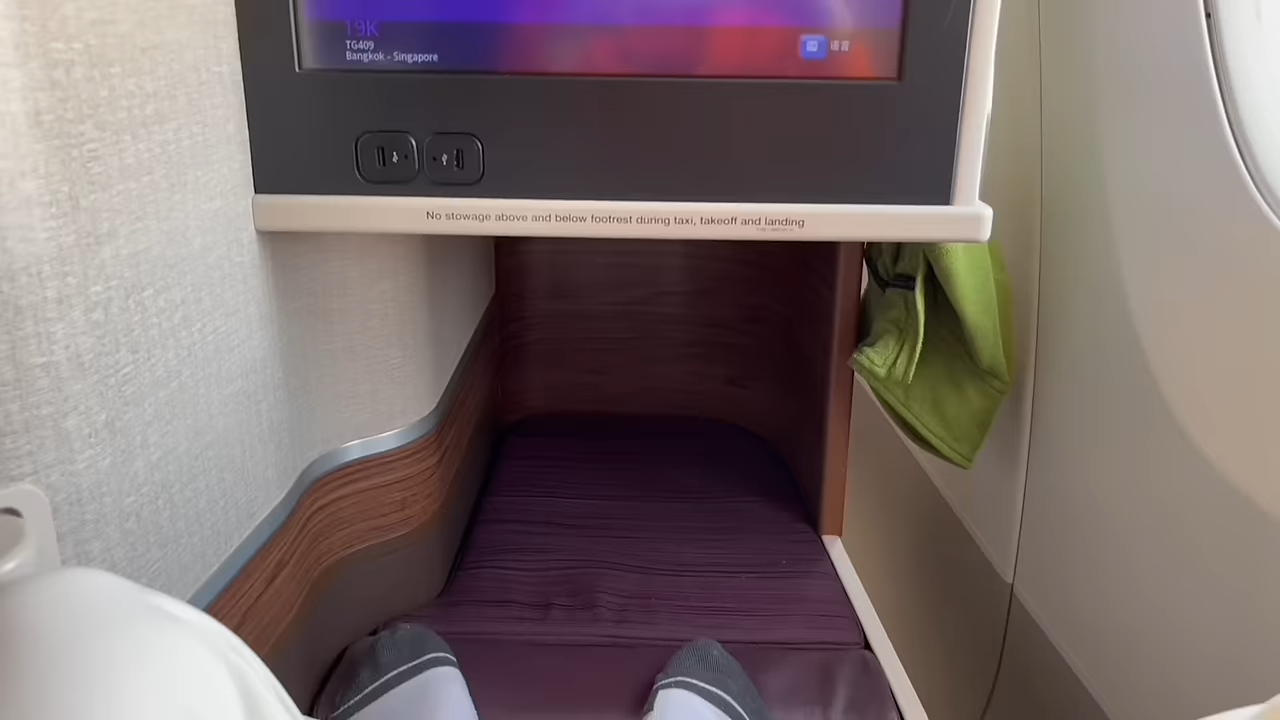 19K
TG409
Bangkok - Singapore
语言
No stowage above and below footrest during taxi, takeoff and landing